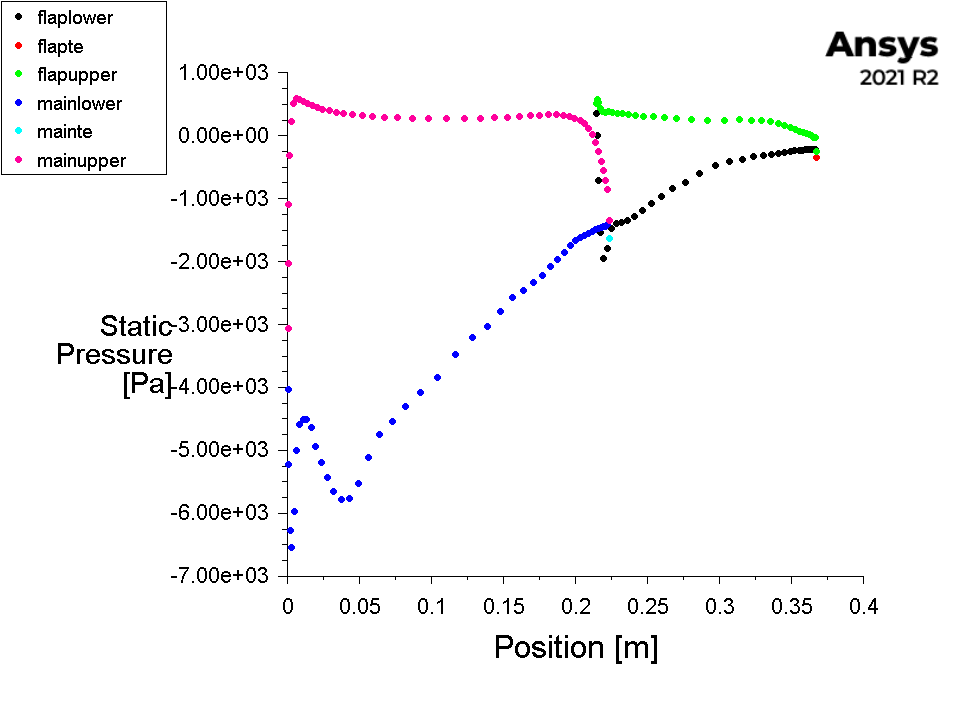 flaplower
flapte
flapupper
mainlower
mainte
mainupper
Ansys
2021 R2
1.00e+03
0.00e+00
-1.00e+03
-2.00e+03
-3.00e+03
-4.00e+03
-5.00e+03
-6.00e+03
-7.00e+03
Static
Pressure
[Pa]
0 0.05 0.1 0.15 0.2 0.25 0.3 0.35 0.4
Position [m]